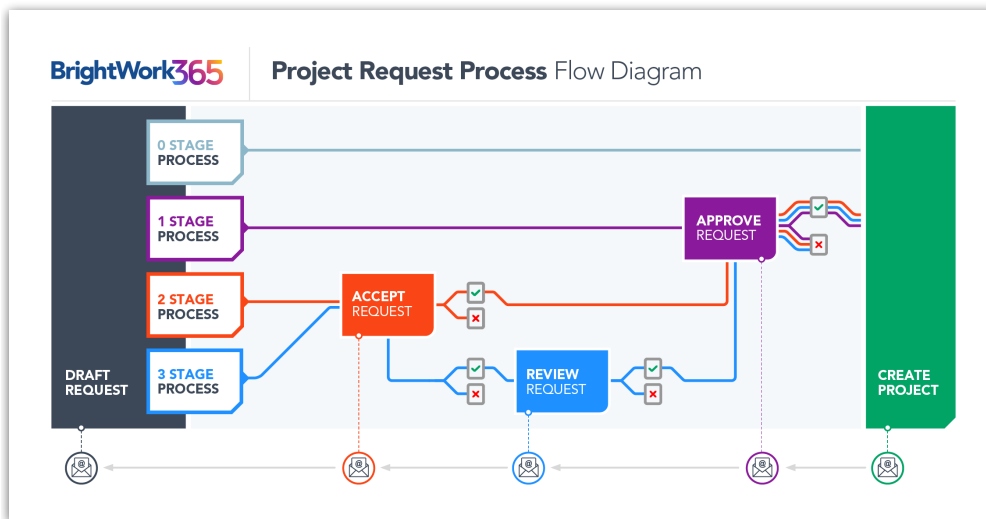 BrightWork365
Project Request Process Flow Diagram
0 STAGE
PROCESS
1 STAGE
PROCESS
APPROVE
REQUEST
2 STAGE
PROCESS
ACCEPT
REQUEST
DRAFT
REQUEST
3 STAGE
PROCESS
REVIEW
REQUEST
CREATE
PROJECT
@
@
@
@
@